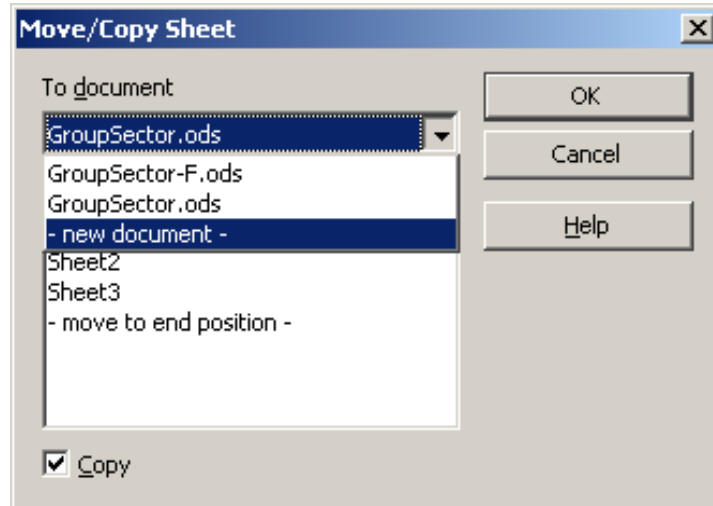 Move/Copy Sheet
To document
GroupSector.ods
GroupSector-F.ods
GroupSector.ods
- new document -
Sheet2
Sheet3
- move to end position -
Copy
OK
Cancel
Help